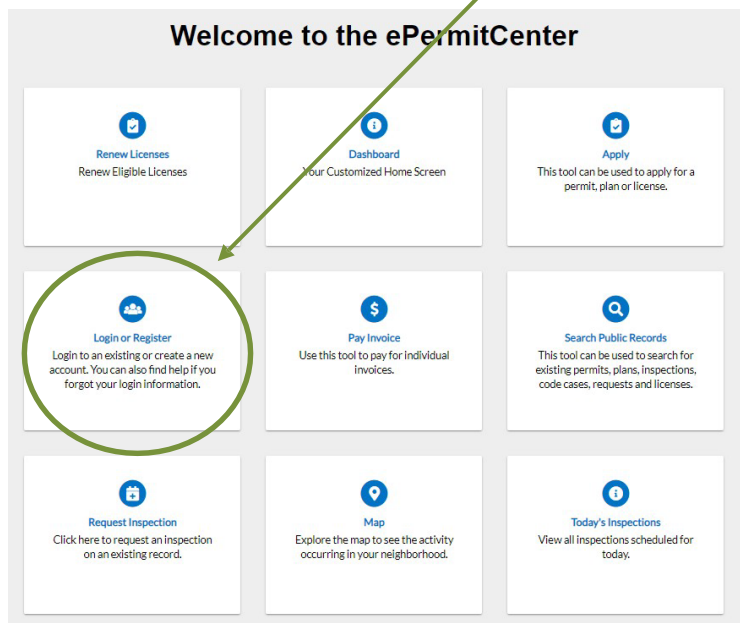 Welcome to the ePermitCenter
Renew Licenses
Renew Eligible Licenses
Dashboard
Your Customized Home Screen
Apply
This tool can be used to apply for a
permit, plan or license.
Login or Register
Login to an existing or create a new
account. You can also find help if you
forgot your login information.
Pay Invoice
Use this tool to pay for individual
invoices.
Search Public Records
This tool can be used to search for
existing permits, plans, inspections,
code cases, requests and licenses.
Request Inspection
Click here to request an inspection
on an existing record.
Map
Explore the map to see the activity
occurring in your neighborhood.
Today's Inspections
View all inspections scheduled for
today.